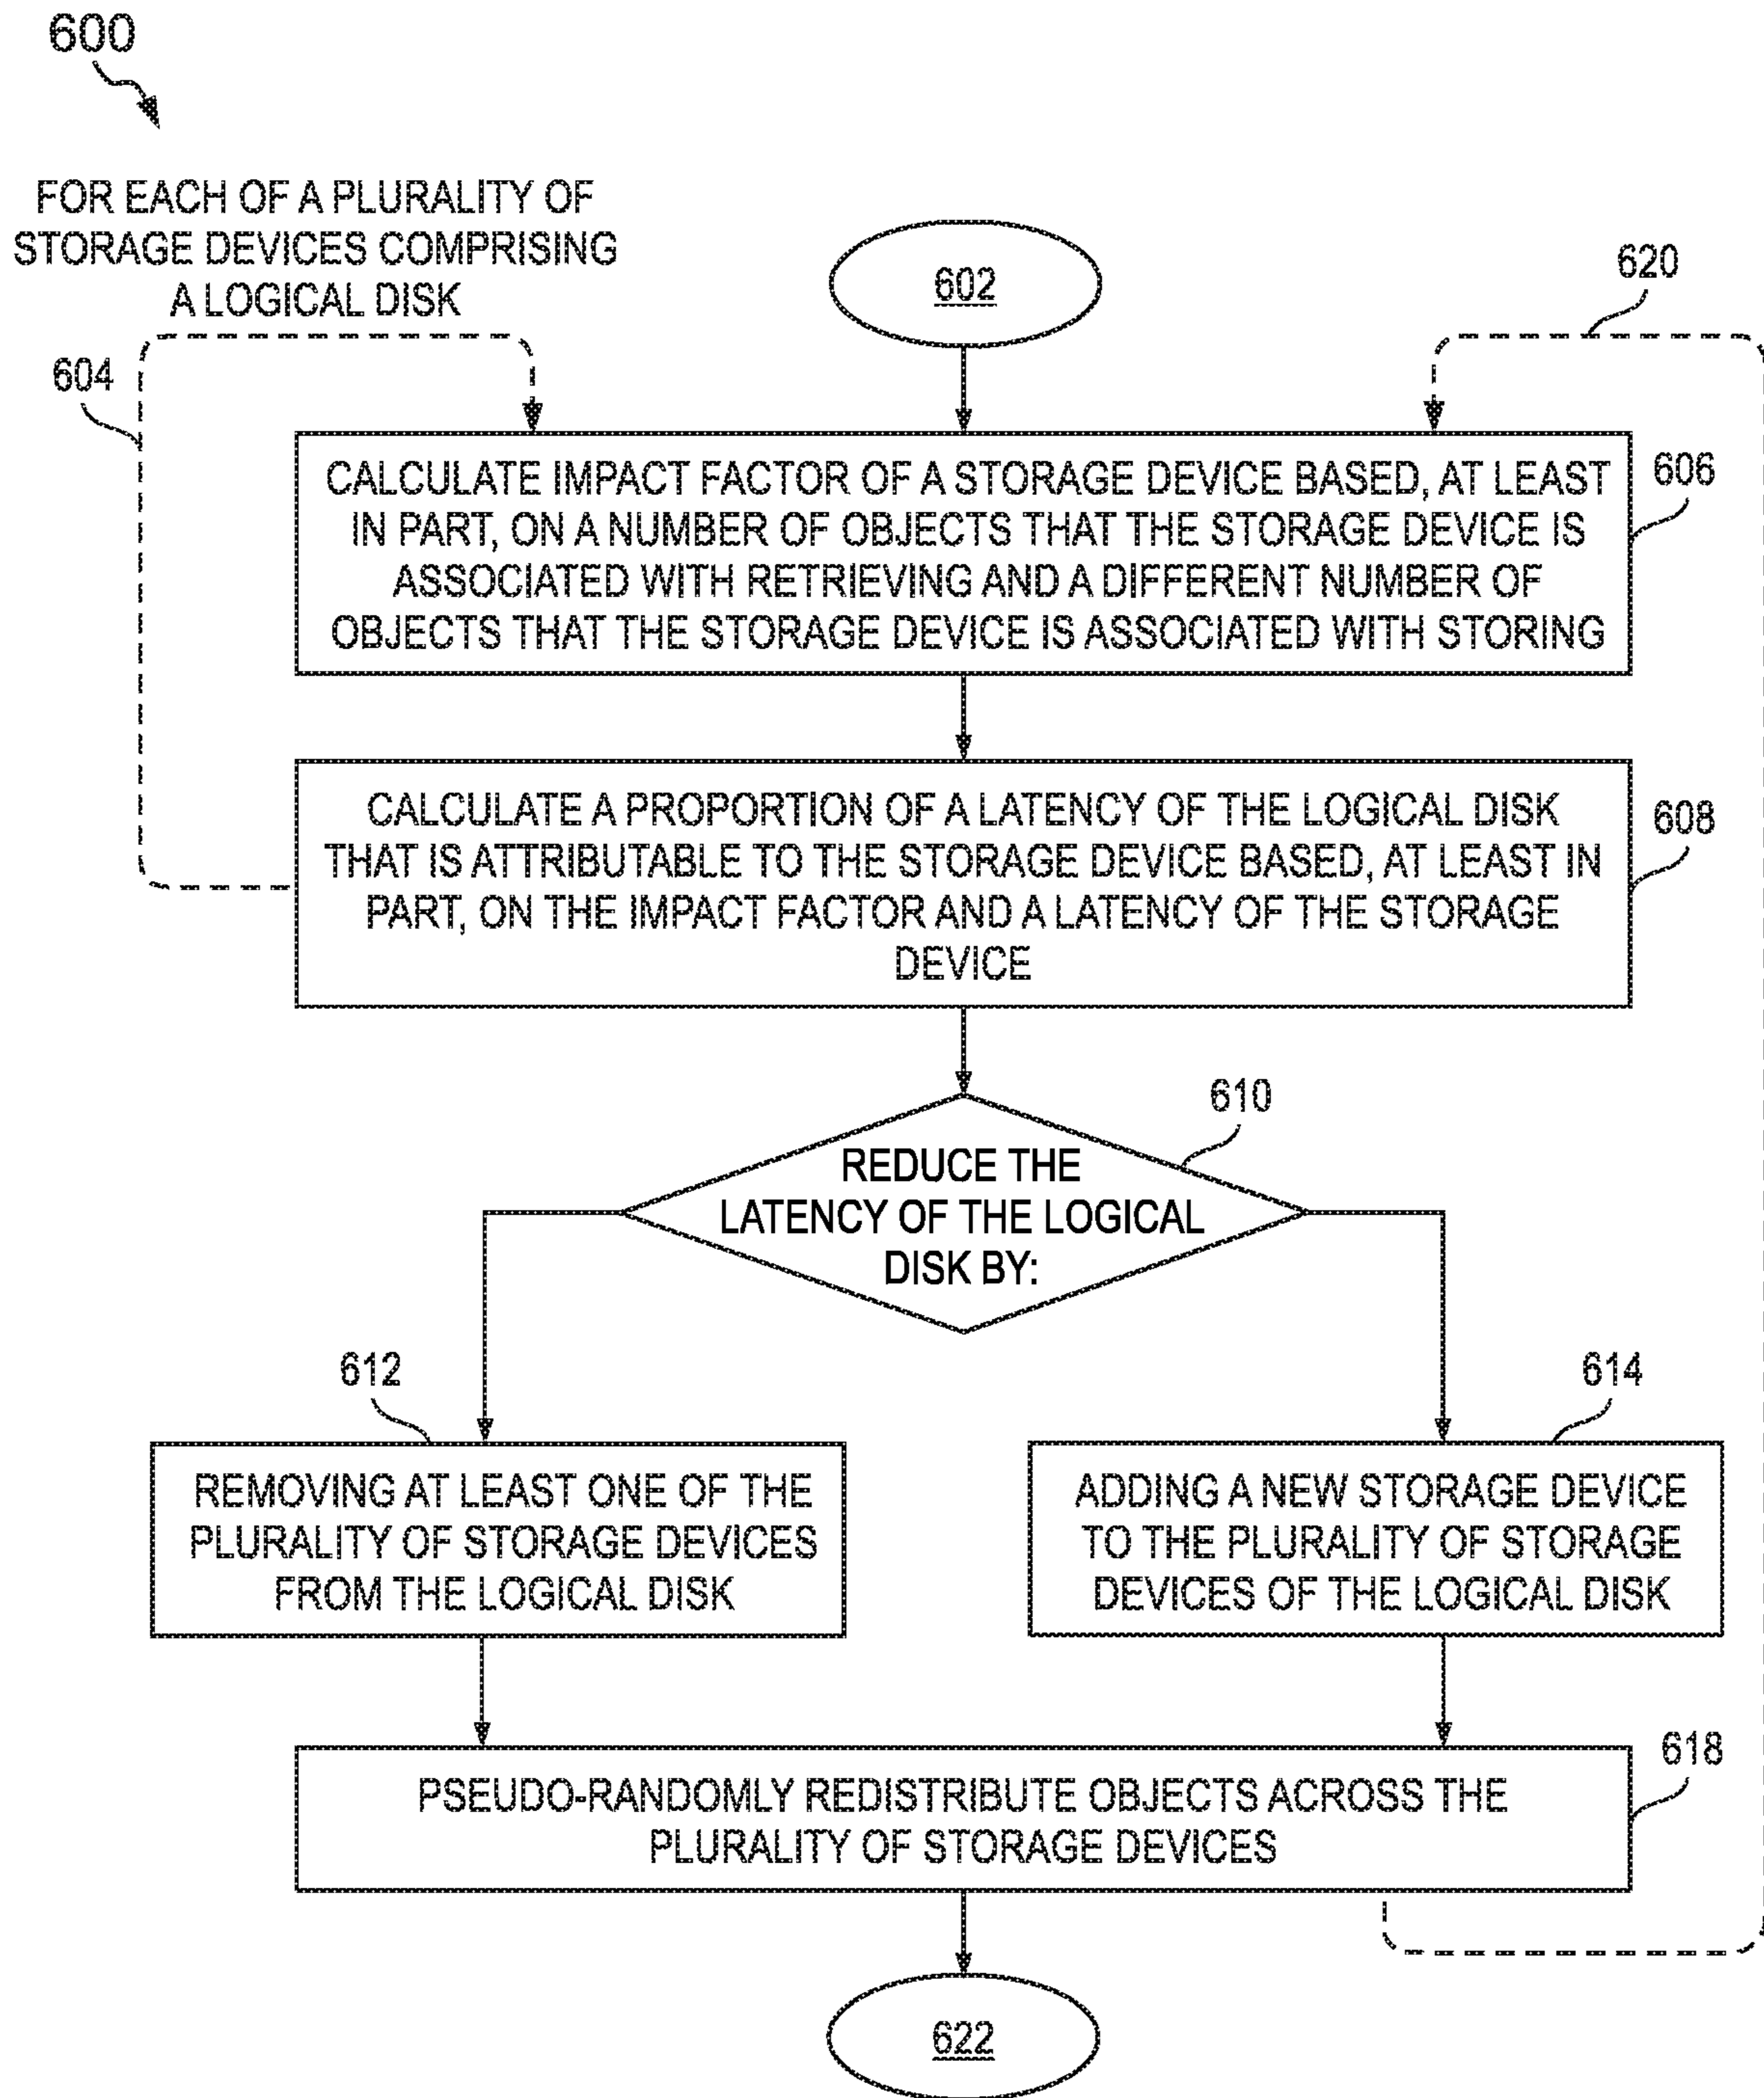 600
FOR EACH OF A PLURALITY OF
STORAGE DEVICES COMPRISING
A LOGICAL DISK
602
620
604
CALCULATE IMPACT FACTOR OF A STORAGE DEVICE BASED, AT LEAST
IN PART, ON A NUMBER OF OBJECTS THAT THE STORAGE DEVICE IS
ASSOCIATED WITH RETRIEVING AND A DIFFERENT NUMBER OF
OBJECTS THAT THE STORAGE DEVICE IS ASSOCIATED WITH STORING
606
CALCULATE A PROPORTION OF A LATENCY OF THE LOGICAL DISK
THAT IS ATTRIBUTABLE TO THE STORAGE DEVICE BASED, AT LEAST IN
PART, ON THE IMPACT FACTOR AND A LATENCY OF THE STORAGE
DEVICE
608
610
REDUCE THE
LATENCY OF THE LOGICAL
DISK BY:
612
614
REMOVING AT LEAST ONE OF THE
PLURALITY OF STORAGE DEVICES
FROM THE LOGICAL DISK
ADDING A NEW STORAGE DEVICE
TO THE PLURALITY OF STORAGE
DEVICES OF THE LOGICAL DISK
618
PSEUDO-RANDOMLY REDISTRIBUTE OBJECTS ACROSS THE
PLURALITY OF STORAGE DEVICES
622